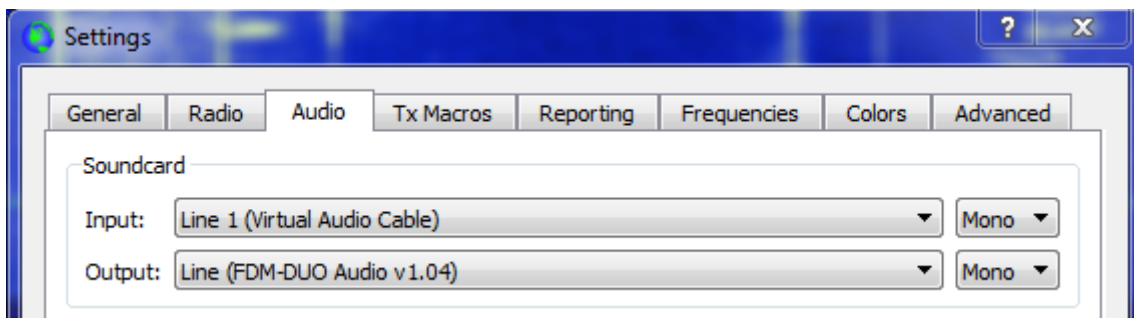 Settings
General Radio Audio Tx Macros Reporting Frequencies Colors Advanced
Soundcard
Input: Line 1 (Virtual Audio Cable) Mono
Output: Line (FDM-DUO Audio v1.04) Mono